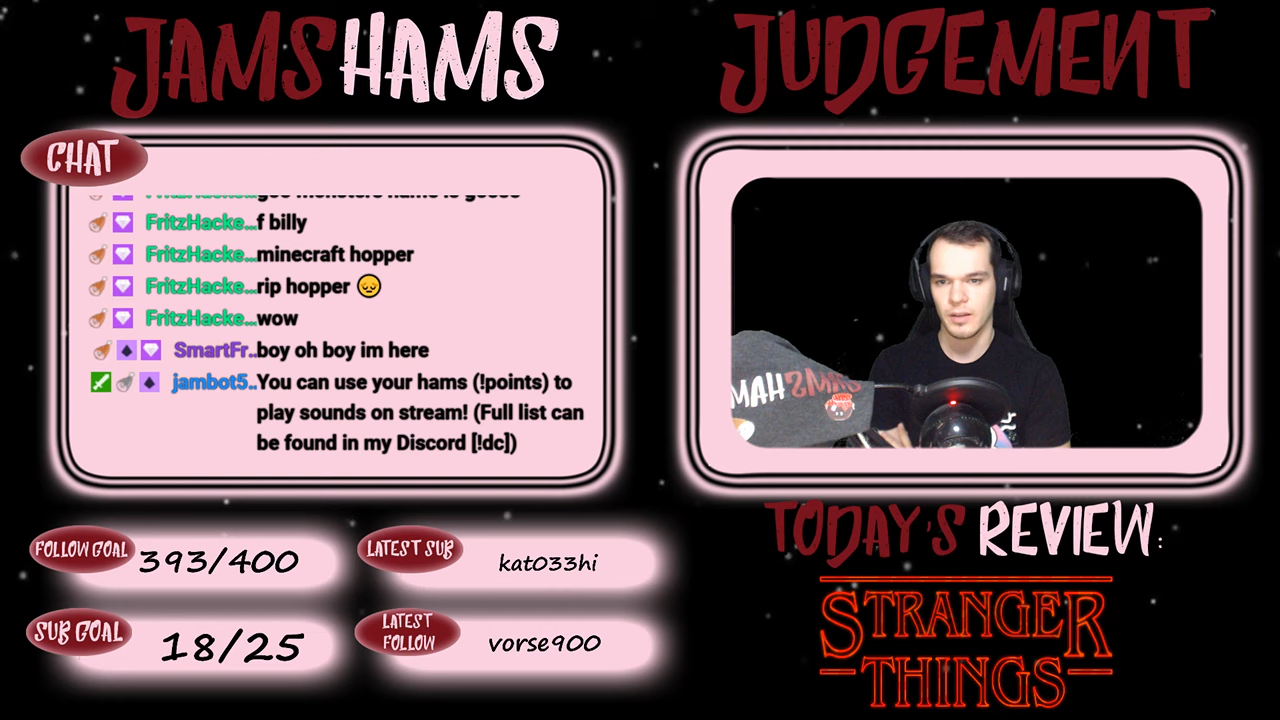 JAMSHAMS
JUDGEMENT
CHAT
FritzHacke...
FritzHacke...f billy
FritzHacke...minecraft hopper
FritzHacke...rip hopper 😞
FritzHacke...wow
SmartFr..boy oh boy im here
jambot5..You can use your hams (!points) to
play sounds on stream! (Full list can
be found in my Discord [!dc])
HAMSMAL
FOLLOW GOAL
393/400
LATEST SUB
kat033hi
SUB GOAL
18/25
LATEST
FOLLOW
vorse900
TODAY'S REVIEW:
STRANGER
THINGS